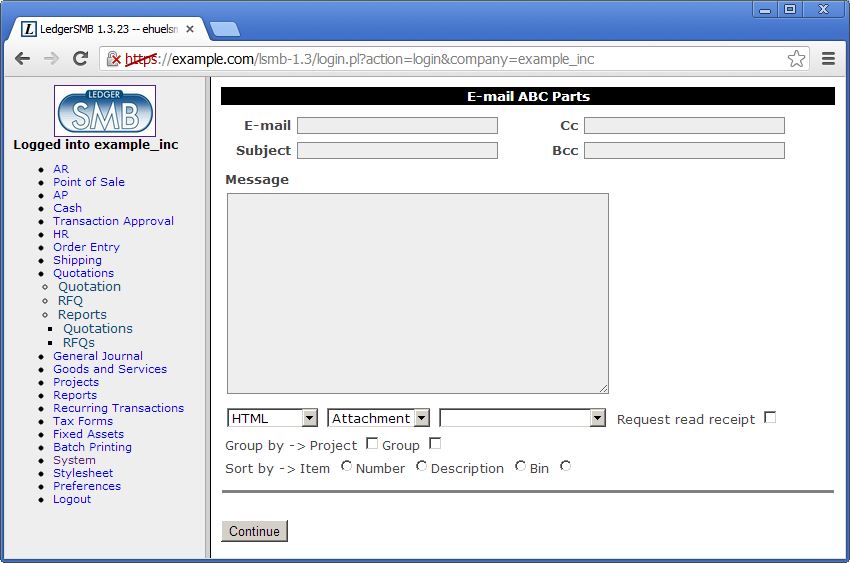 LedgerSMB 1.3.23 -- ehuelsn
https://example.com/lsmb-1.3/login.pl?action=login&company=example_inc
LEDGER
SMB
Logged into example_inc
AR
Point of Sale
AP
Cash
Transaction Approval
HR
Order Entry
Shipping
Quotations
Quotation
RFQ
Reports
Quotations
RFQs
General Journal
Goods and Services
Projects
Reports
Recurring Transactions
Tax Forms
Fixed Assets
Batch Printing
System
Stylesheet
Preferences
Logout
E-mail ABC Parts
E-mail Cc
Subject Bcc
Message
HTML Attachment Request read receipt
Group by -> Project Group
Sort by -> Item Number Description Bin
Continue